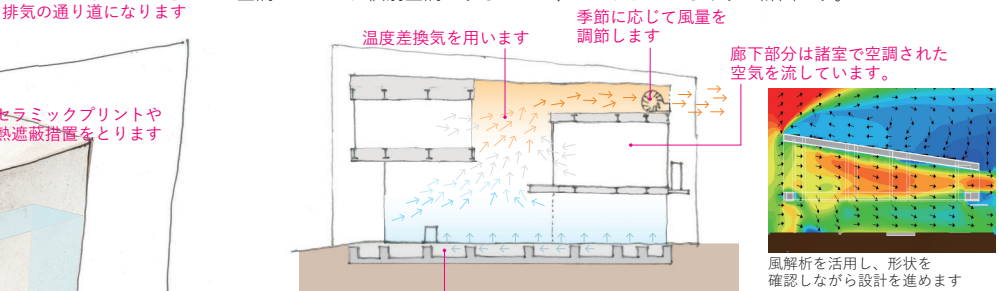 排気の通り道になります
季節に応じて風量を
調節します
温度差換気を用います
廊下部分は諸室で空調された
空気を流しています。
セラミックプリントや
熱遮蔽措置をとります
風解析を活用し、形状を
確認しながら設計を進めます